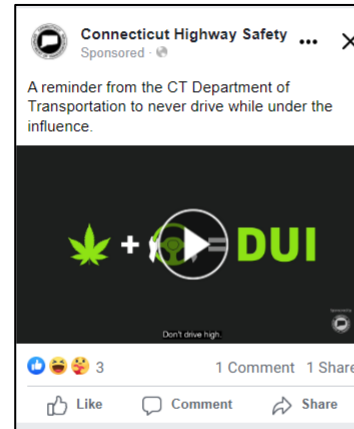 Connecticut Highway Safety
Sponsored ·
A reminder from the CT Department of
Transportation to never drive while under the
influence.
+ = DUI
Don't drive high.
3 1 Comment 1 Share
Like Comment Share